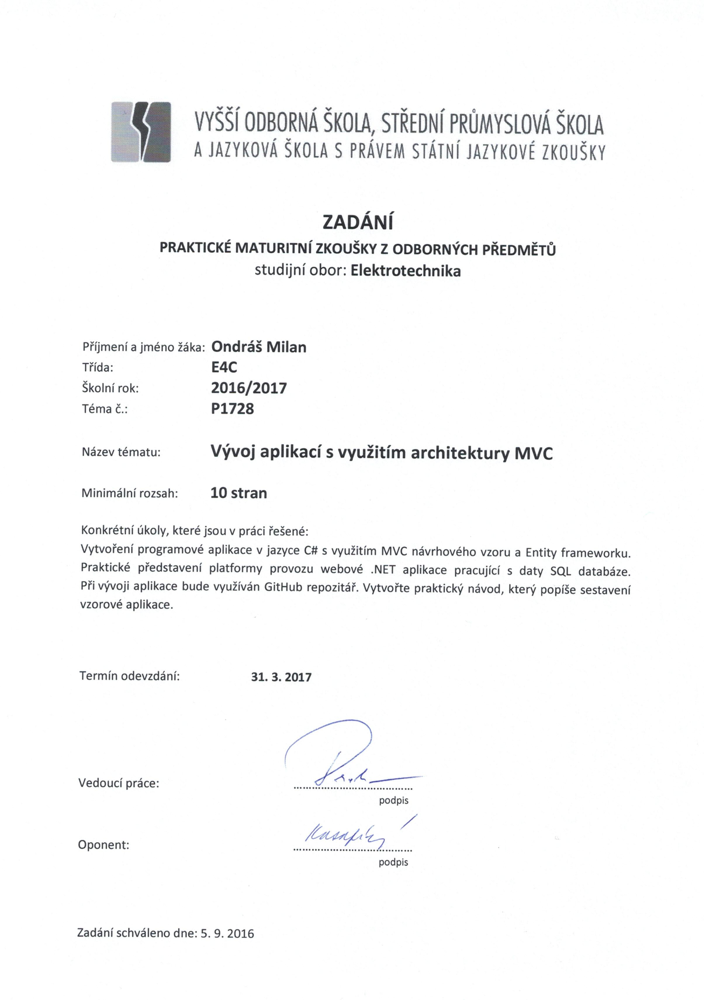 VYŠŠÍ ODBORNÁ ŠKOLA, STŘEDNÍ PRŮMYSLOVÁ ŠKOLA
A JAZYKOVÁ ŠKOLA S PRÁVEM STÁTNÍ JAZYKOVÉ ZKOUŠKY
ZADÁNÍ
PRAKTICKÉ MATURITNÍ ZKOUŠKY Z ODBORNÝCH PŘEDMĚTŮ
studijní obor: Elektrotechnika
Příjmení a jméno žáka: Ondráš Milan
Třída: E4C
Školní rok: 2016/2017
Téma č.: P1728
Název tématu: Vývoj aplikací s využitím architektury MVC
Minimální rozsah: 10 stran
Konkrétní úkoly, které jsou v práci řešené:
Vytvoření programové aplikace v jazyce C# s využitím MVC návrhového vzoru a Entity frameworku.
Praktické představení platformy provozu webové .NET aplikace pracující s daty SQL databáze.
Při vývoji aplikace bude využíván GitHub repozitář. Vytvořte praktický návod, který popíše sestavení
vzorové aplikace.
Termín odevzdání: 31. 3. 2017
Vedoucí práce:
podpis
Oponent:
podpis
Zadání schváleno dne: 5. 9. 2016